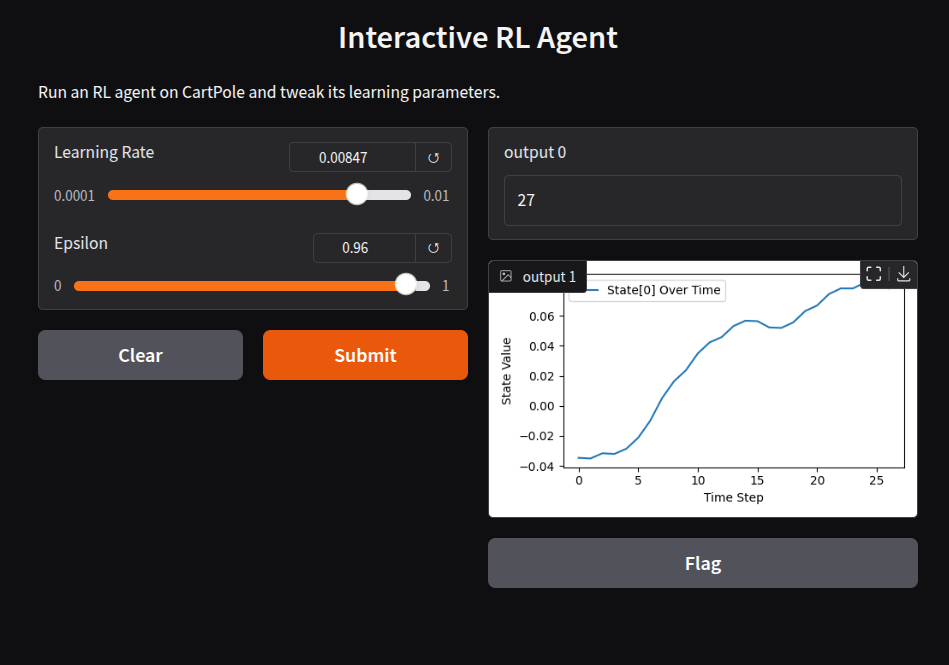 Interactive RL Agent
Run an RL agent on CartPole and tweak its learning parameters.
Learning Rate
0.00847
0.0001
0.01
Epsilon
0.96
0
1
Clear
Submit
output 0
27
output 1
State[0] Over Time
State Value
0.06
0.04
0.02
0.00
−0.02
−0.04
0 5 10 15 20 25
Time Step
Flag